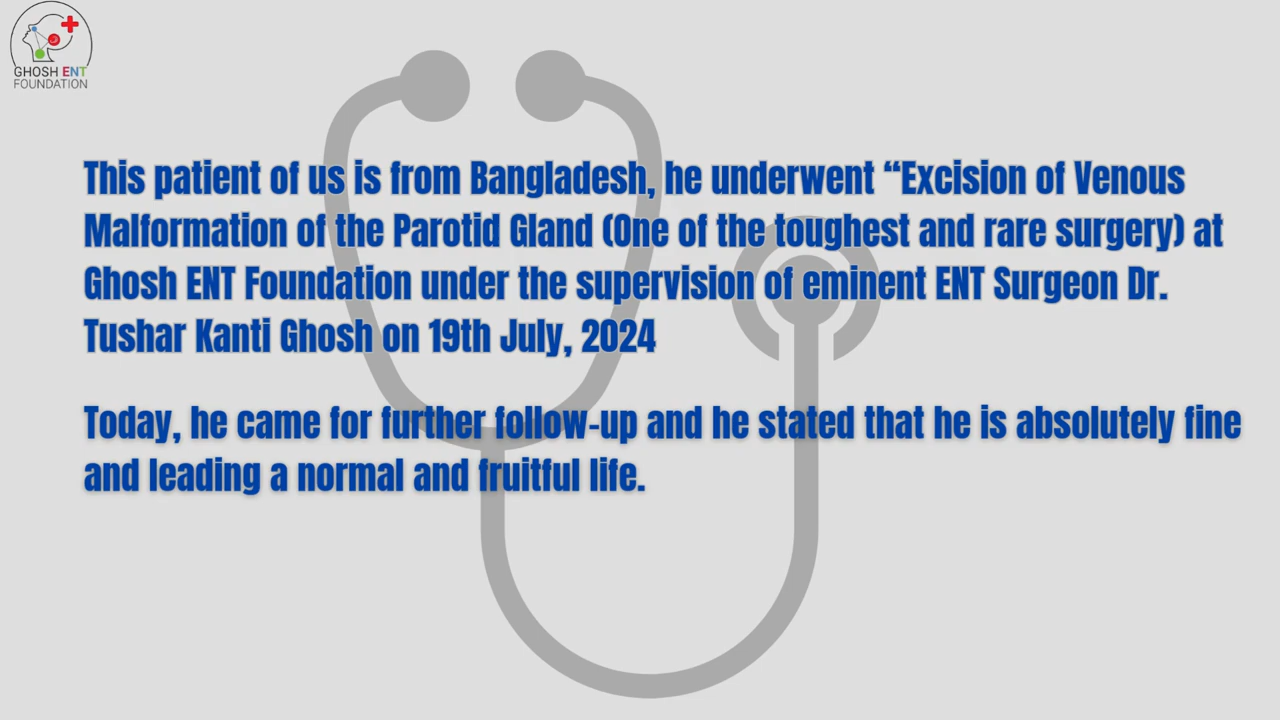 GHOSH ENT
FOUNDATION
This patient of us is from Bangladesh, he underwent “Excision of Venous
Malformation of the Parotid Gland (One of the toughest and rare surgery) at
Ghosh ENT Foundation under the supervision of eminent ENT Surgeon Dr.
Tushar Kanti Ghosh on 19th July, 2024
Today, he came for further follow-up and he stated that he is absolutely fine
and leading a normal and fruitful life.